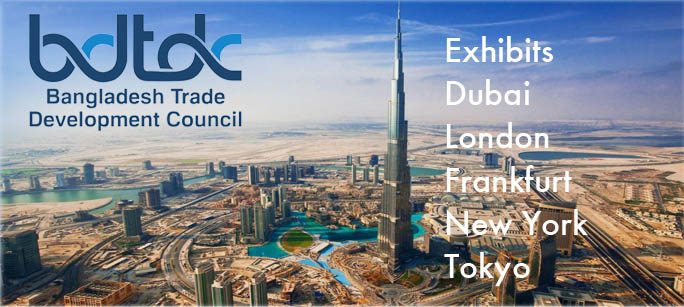 bdtdc
Bangladesh Trade
Development Council
Exhibits
Dubai
London
Frankfurt
New York
Tokyo